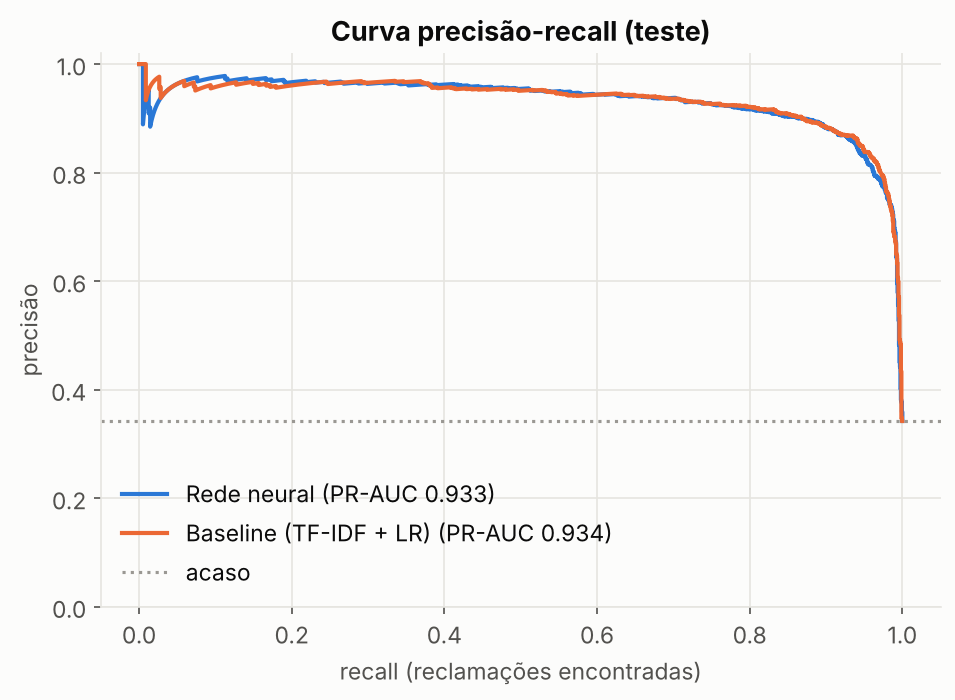 Curva precisão-recall (teste)
1.0
0.8
0.6
0.4
0.2
0.0
precisão
Rede neural (PR-AUC 0.933)
Baseline (TF-IDF + LR) (PR-AUC 0.934)
acaso
0.0 0.2 0.4 0.6 0.8 1.0
recall (reclamações encontradas)